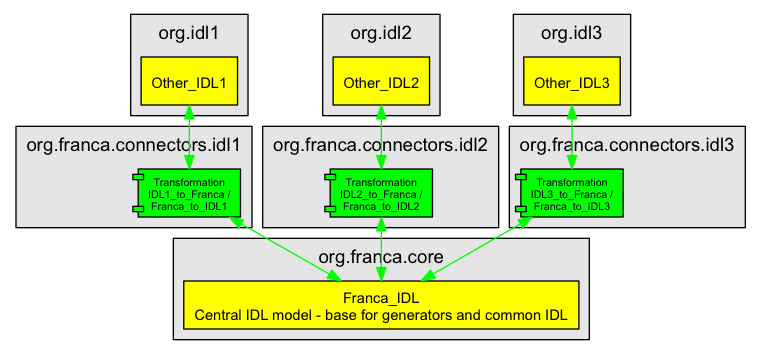 org.idl1
org.idl2
org.idl3
Other_IDL1
Other_IDL2
Other_IDL3
org.franca.connectors.idl1
org.franca.connectors.idl2
org.franca.connectors.idl3
Transformation
IDL1_to_Franca /
Franca_to_IDL1
Transformation
IDL2_to_Franca /
Franca_to_IDL2
Transformation
IDL3_to_Franca /
Franca_to_IDL3
org.franca.core
Franca_IDL
Central IDL model - base for generators and common IDL